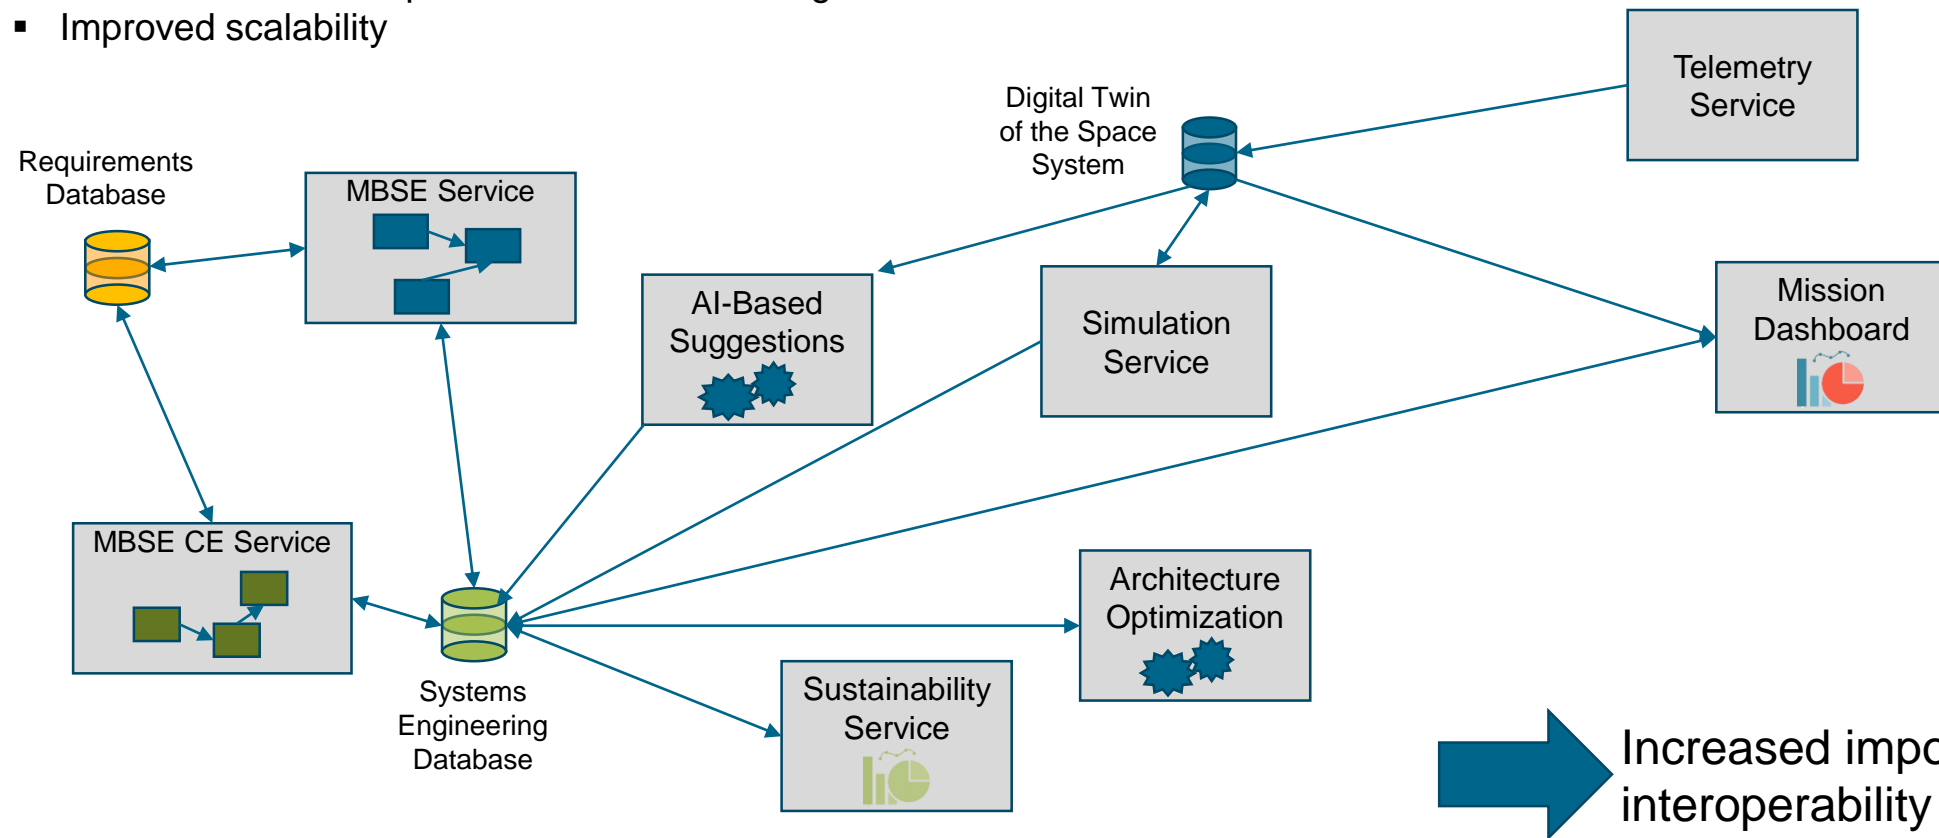 ▪ Improved scalability
Telemetry
Service
Digital Twin
of the Space
System
Requirements
Database
MBSE Service
AI-Based
Suggestions
Simulation
Service
Mission
Dashboard
MBSE CE Service
Architecture
Optimization
Systems
Engineering
Database
Sustainability
Service
Increased
interoperability